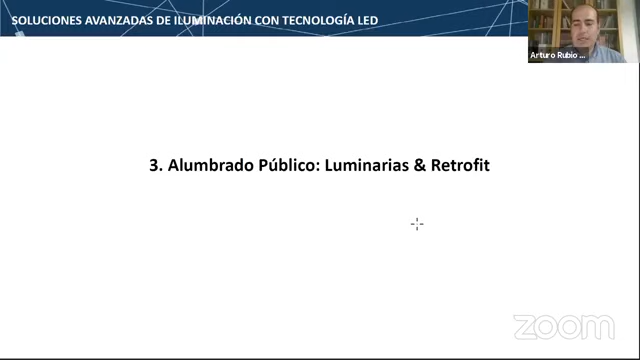 SOLUCIONES AVANZADAS DE ILUMINACIÓN CON TECNOLOGÍA LED
Arturo Rubio ...
3. Alumbrado Público: Luminarias & Retrofit
zoom